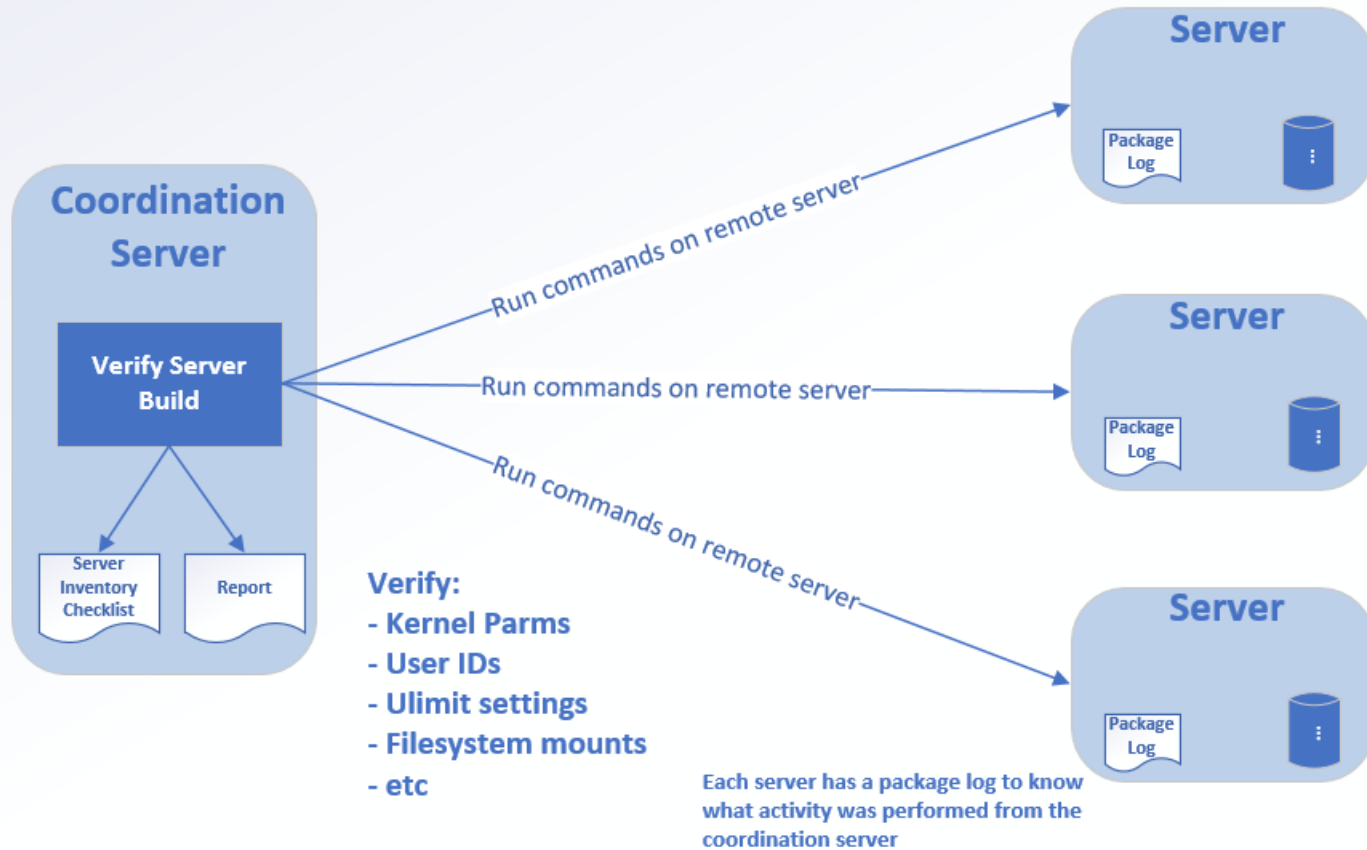 Coordination
Server
Verify Server
Build
Server
Inventory
Checklist
Report
Run commands on remote server
Run commands on remote server
Run commands on remote server
Verify:
- Kernel Parms
- User IDs
- Ulimit settings
- Filesystem mounts
- etc
Server
Package
Log
...
Server
Package
Log
...
Server
Package
Log
...
Each server has a package log to know
what activity was performed from the
coordination server